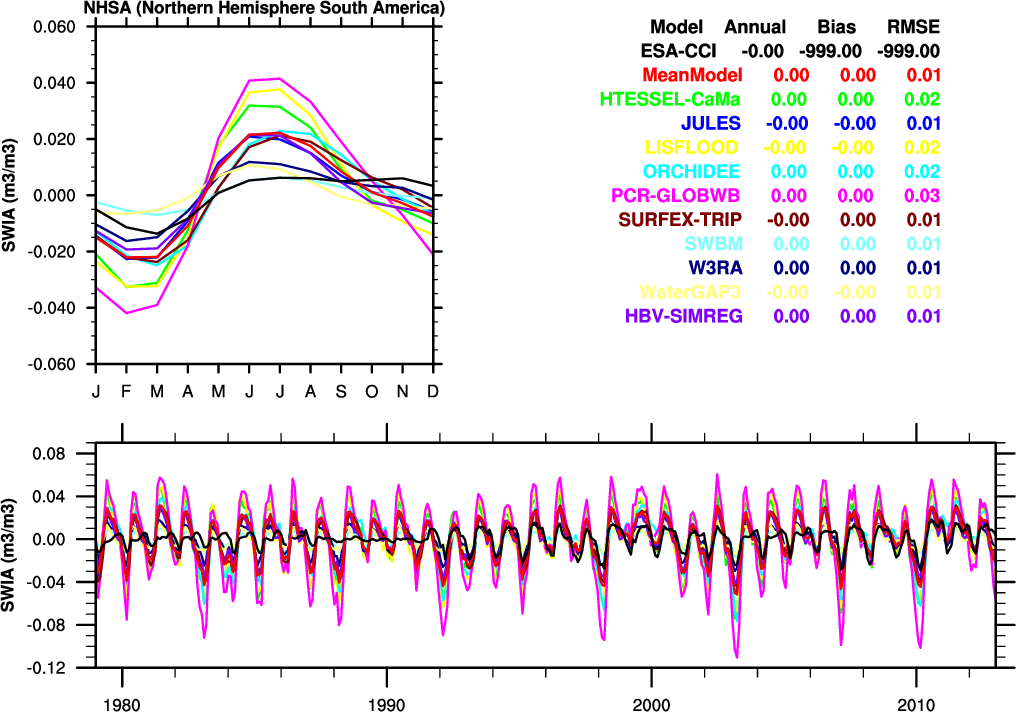 NHSA (Northern Hemisphere South America)
0.060
0.040
0.020
0.000
-0.020
-0.040
-0.060
SWIA (m3/m3)
J F M A M J J A S O N D
Model Annual Bias RMSE
ESA-CCI -0.00 -999.00 -999.00
MeanModel 0.00 0.00 0.01
HTESSEL-CaMa 0.00 0.00 0.02
JULES -0.00 -0.00 0.01
LISFLOOD -0.00 -0.00 0.02
ORCHIDEE 0.00 0.00 0.02
PCR-GLOBWB 0.00 0.00 0.03
SURFEX-TRIP -0.00 0.00 0.01
SWBM 0.00 0.00 0.01
W3RA 0.00 0.00 0.01
WaterGAP3 -0.00 -0.00 0.01
HBV-SIMREG 0.00 0.00 0.01
0.08
0.04
0.00
-0.04
-0.08
-0.12
SWIA (m3/m3)
1980 1990 2000 2010